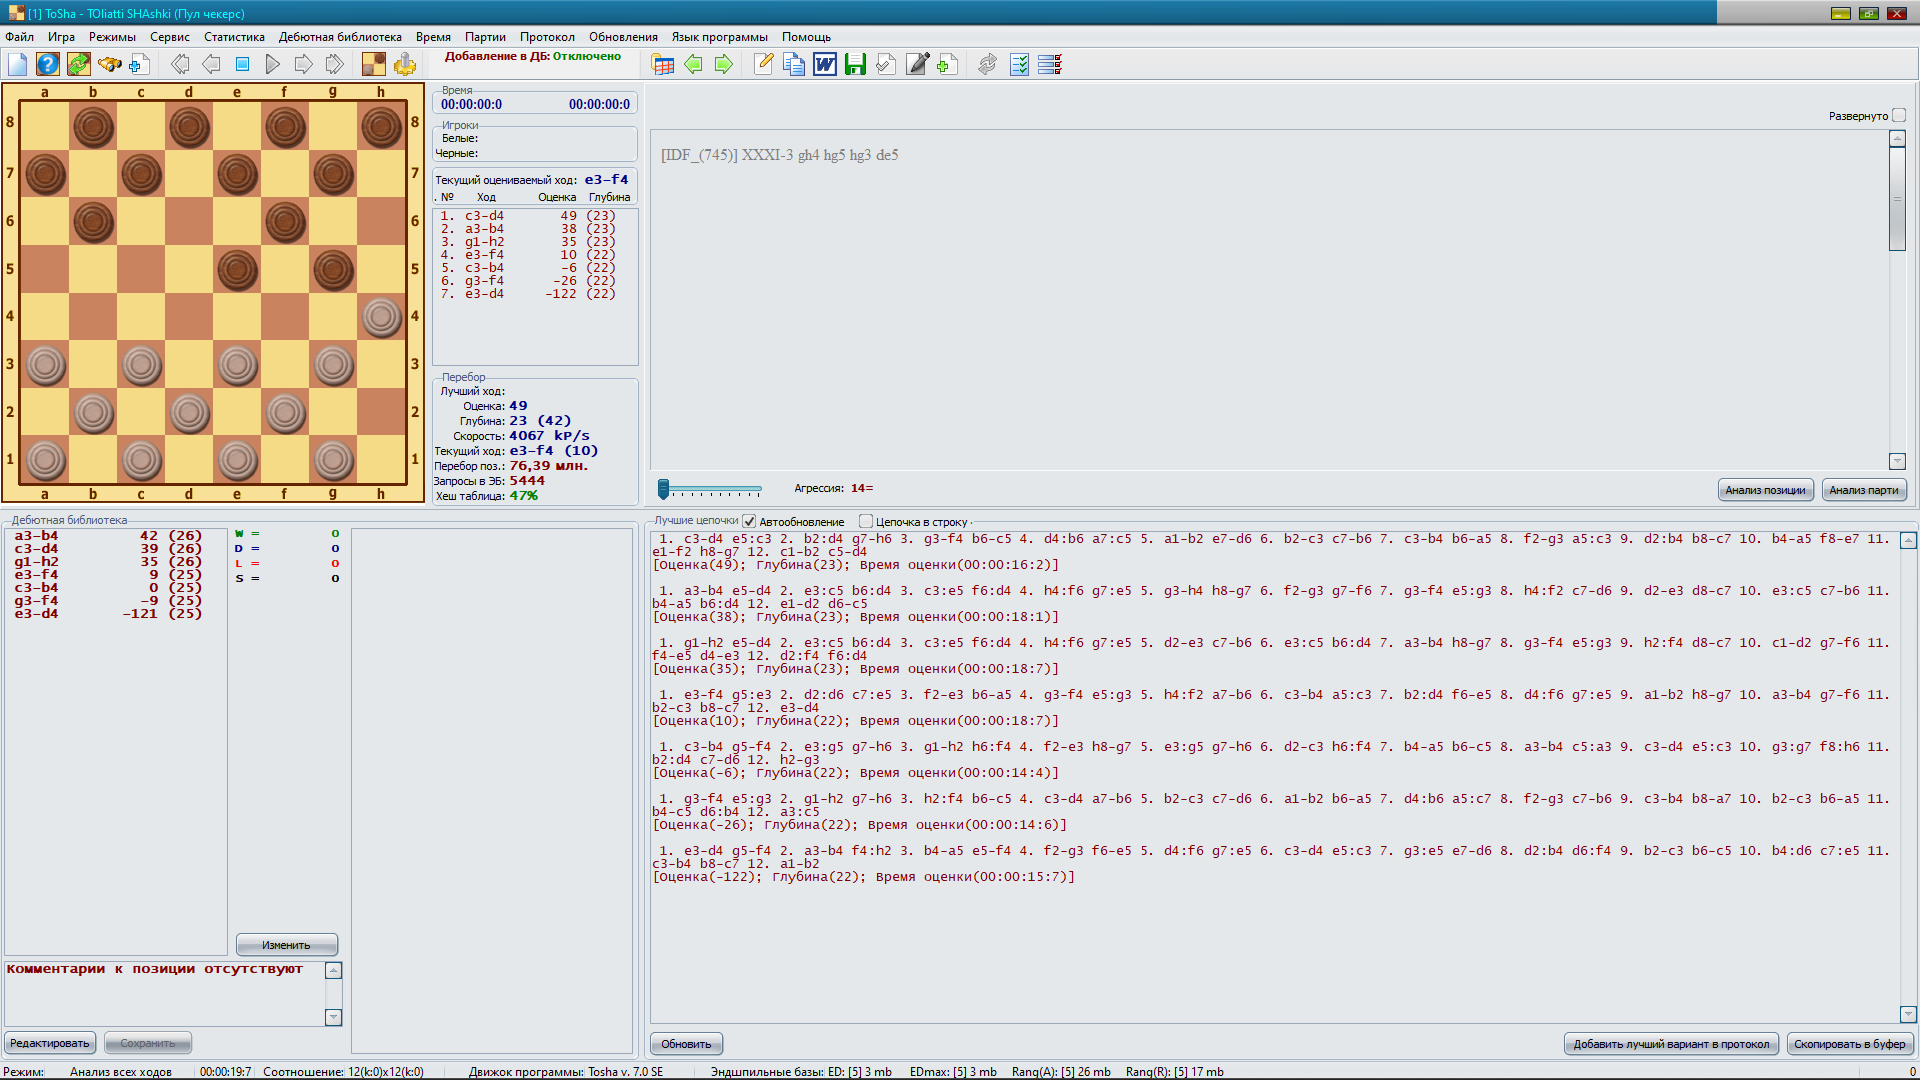 [1] ToSha - TOliatti SHAshki (Пул чекерс)
Файл Игра Режимы Сервис Статистика Дебютная библиотека Время Партии Протокол Обновления Язык программы Помощь
Добавление в ДБ: Отключено
a b c d e f g h
8 8
7 7
6 6
5 5
4 4
3 3
2 2
1 1
a b c d e f g h
Время
00:00:00:0 00:00:00:0
Игроки
Белые:
Черные:
Текущий оцениваемый ход: e3-f4
. № Ход Оценка Глубина
1. c3-d4 49 (23)
2. a3-b4 38 (23)
3. g1-h2 35 (23)
4. e3-f4 10 (22)
5. c3-b4 -6 (22)
6. g3-f4 -26 (22)
7. e3-d4 -122 (22)
Перебор
Лучший ход:
Оценка: 49
Глубина: 23 (42)
Скорость: 4067 kP/s
Текущий ход: e3-f4 (10)
Перебор поз.: 76,39 млн.
Запросы в ЭБ: 5444
Хеш таблица: 47%
Развернуто
[IDF_(745)] XXXI-3 gh4 hg5 hg3 de5
Агрессия: 14=
Анализ позиции
Анализ парти
Дебютная библиотека
a3-b4 42 (26)
c3-d4 39 (26)
g1-h2 35 (26)
e3-f4 9 (25)
c3-b4 0 (25)
g3-f4 -9 (25)
e3-d4 -121 (25)
W = 0
D = 0
L = 0
S = 0
Изменить
Комментарии к позиции отсутствуют
Редактировать
Сохранить
Лучшие цепочки Автообновление Цепочка в строку
1. c3-d4 e5:c3 2. b2:d4 g7-h6 3. g3-f4 b6-c5 4. d4:b6 a7:c5 5. a1-b2 e7-d6 6. b2-c3 c7-b6 7. c3-b4 b6-a5 8. f2-g3 a5:c3 9. d2:b4 b8-c7 10. b4-a5 f8-e7 11.
e1-f2 h8-g7 12. c1-b2 c5-d4
[Оценка(49); Глубина(23); Время оценки(00:00:16:2)]
1. a3-b4 e5-d4 2. e3:c5 b6:d4 3. c3:e5 f6:d4 4. h4:f6 g7:e5 5. g3-h4 h8-g7 6. f2-g3 g7-f6 7. g3-f4 e5:g3 8. h4:f2 c7-d6 9. d2-e3 d8-c7 10. e3:c5 c7-b6 11.
b4-a5 b6:d4 12. e1-d2 d6-c5
[Оценка(38); Глубина(23); Время оценки(00:00:18:1)]
1. g1-h2 e5-d4 2. e3:c5 b6:d4 3. c3:e5 f6:d4 4. h4:f6 g7:e5 5. d2-e3 c7-b6 6. e3:c5 b6:d4 7. a3-b4 h8-g7 8. g3-f4 e5:g3 9. h2:f4 d8-c7 10. c1-d2 g7-f6 11.
f4-e5 d4-e3 12. d2:f4 f6:d4
[Оценка(35); Глубина(23); Время оценки(00:00:18:7)]
1. e3-f4 g5:e3 2. d2:d6 c7:e5 3. f2-e3 b6-a5 4. g3-f4 e5:g3 5. h4:f2 a7-b6 6. c3-b4 a5:c3 7. b2:d4 f6-e5 8. d4:f6 g7:e5 9. a1-b2 h8-g7 10. a3-b4 g7-f6 11.
b2-c3 b8-c7 12. e3-d4
[Оценка(10); Глубина(22); Время оценки(00:00:18:7)]
1. c3-b4 g5-f4 2. e3:g5 g7-h6 3. g1-h2 h6:f4 4. f2-e3 h8-g7 5. e3:g5 g7-h6 6. d2-c3 h6:f4 7. b4-a5 b6-c5 8. a3-b4 c5:a3 9. c3-d4 e5:c3 10. g3:g7 f8:h6 11.
b2:d4 c7-d6 12. h2-g3
[Оценка(-6); Глубина(22); Время оценки(00:00:14:4)]
1. g3-f4 e5:g3 2. g1-h2 g7-h6 3. h2:f4 b6-c5 4. c3-d4 a7-b6 5. b2-c3 c7-d6 6. a1-b2 b6-a5 7. d4:b6 a5:c7 8. f2-g3 c7-b6 9. c3-b4 b8-a7 10. b2-c3 b6-a5 11.
b4-c5 d6:b4 12. a3:c5
[Оценка(-26); Глубина(22); Время оценки(00:00:14:6)]
1. e3-d4 g5-f4 2. a3-b4 f4:h2 3. b4-a5 e5-f4 4. f2-g3 f6-e5 5. d4:f6 g7:e5 6. c3-d4 e5:c3 7. g3:e5 e7-d6 8. d2:b4 d6:f4 9. b2-c3 b6-c5 10. b4:d6 c7:e5 11.
c3-b4 b8-c7 12. a1-b2
[Оценка(-122); Глубина(22); Время оценки(00:00:15:7)]
Обновить
Добавить лучший вариант в протокол
Скопировать в буфер
Режим: Анализ всех ходов 00:00:19:7 Соотношение: 12(k:0)x12(k:0) Движок программы: Tosha v. 7.0 SE Эндшпильные базы: ED: [5] 3 mb EDmax: [5] 3 mb Rang(A): [5] 26 mb Rang(R): [5] 17 mb 0